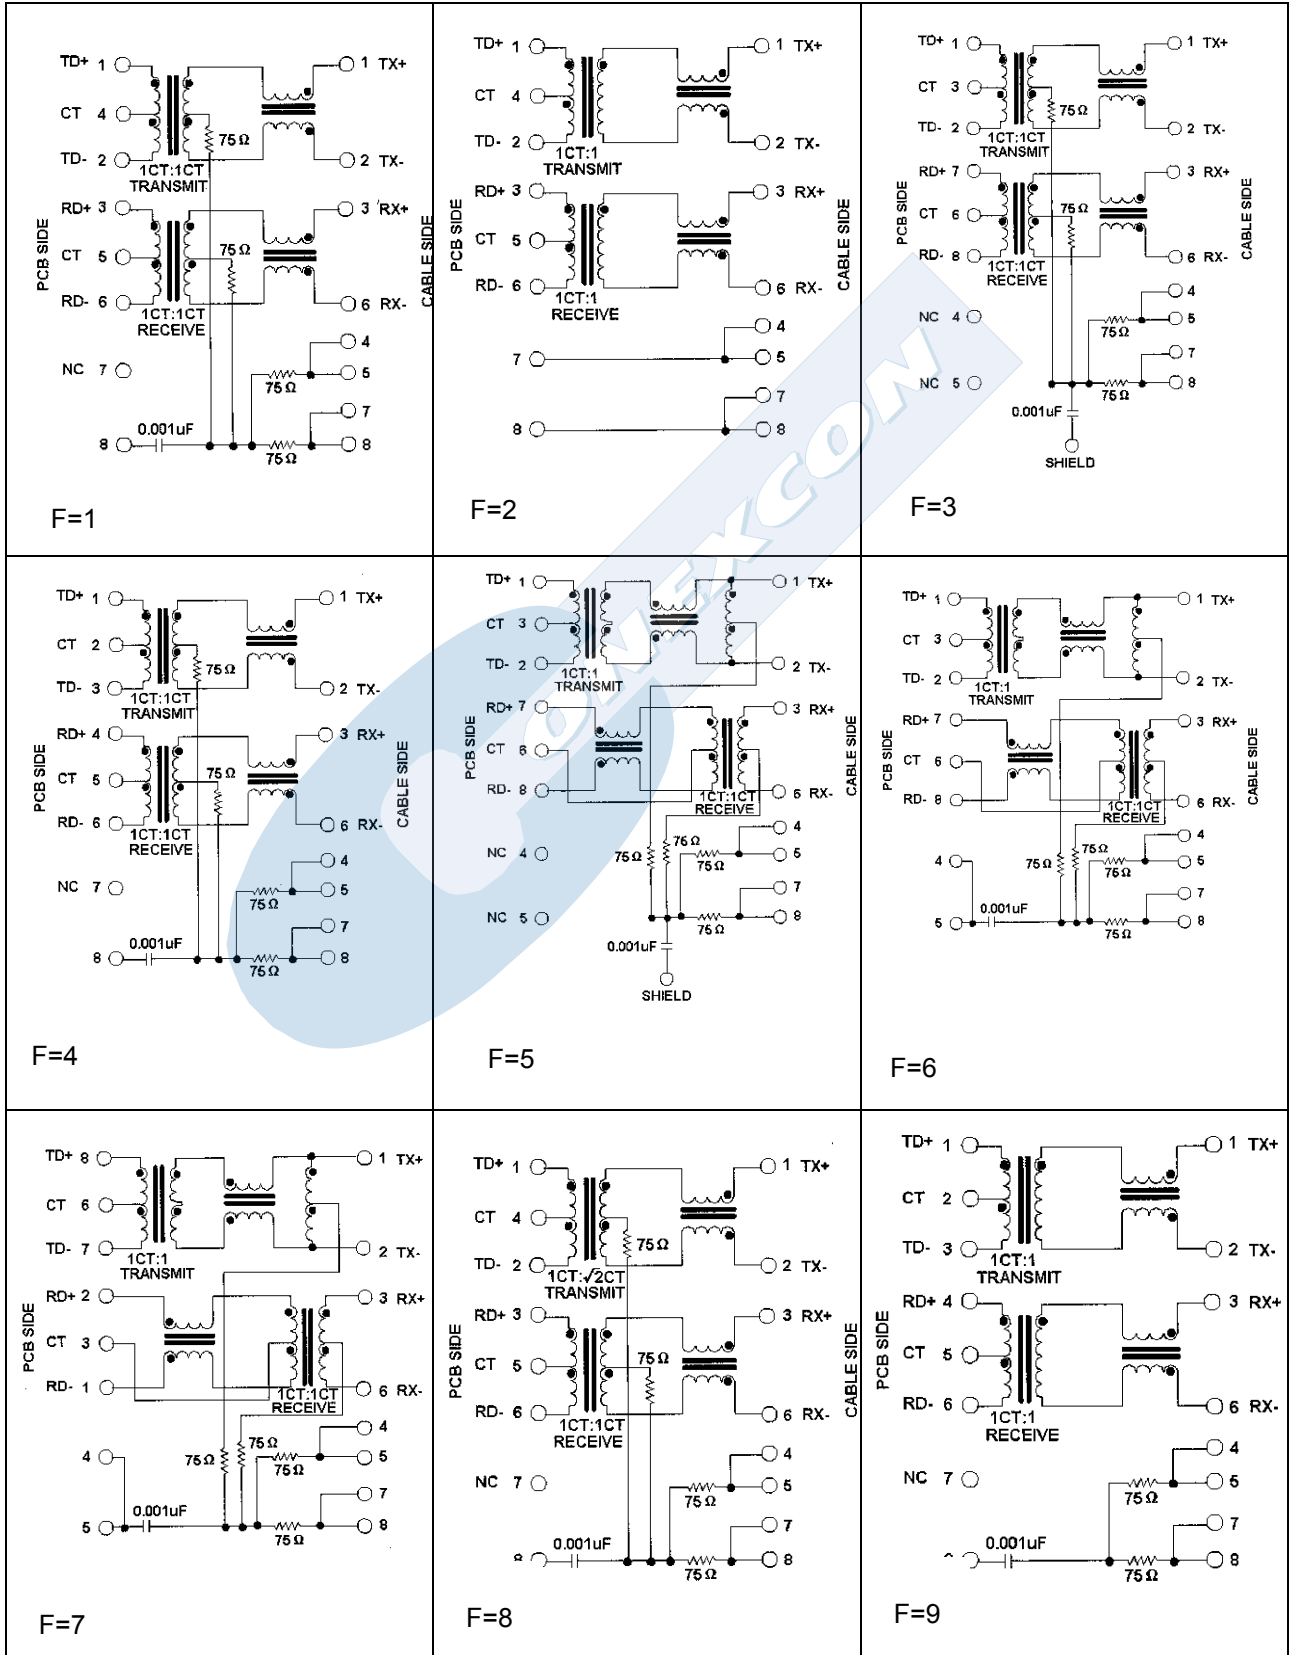 TD+ 1
1 TX+
CT 4
75Ω
TD- 2
2 TX-
1CT:1CT
TRANSMIT
RD+ 3
3 RX+
PCB SIDE
CABLE SIDE
CT 5
75Ω
RD- 6
6 RX-
1CT:1CT
RECEIVE
4
NC 7
5
75Ω
7
0.001uF
8
8
75Ω
F=1
TD+ 1
1 TX+
CT 4
TD- 2
2 TX-
1CT:1
TRANSMIT
RD+ 3
3 RX+
PCB SIDE
CABLE SIDE
CT 5
RD- 6
6 RX-
1CT:1
RECEIVE
4
7
5
7
8
8
F=2
TD+ 1
1 TX+
CT 3
75Ω
TD- 2
2 TX-
1CT:1CT
TRANSMIT
RD+ 7
3 RX+
PCB SIDE
CABLE SIDE
75Ω
CT 6
RD- 8
6 RX-
1CT:1CT
RECEIVE
4
NC 4
5
75Ω
7
NC 5
8
75Ω
0.001uF
SHIELD
F=3
TD+ 1
1 TX+
CT 2
75Ω
TD- 3
2 TX-
1CT:1CT
TRANSMIT
RD+ 4
3 RX+
PCB SIDE
CABLE SIDE
75Ω
CT 5
RD- 6
6 RX-
1CT:1CT
RECEIVE
4
NC 7
5
75Ω
7
0.001uF
8
8
75Ω
F=4
TD+ 1
1 TX+
CT 3
TD- 2
2 TX-
1CT:1
TRANSMIT
RD+ 7
3 RX+
PCB SIDE
CABLE SIDE
CT 6
RD- 8
6 RX-
1CT:1CT
RECEIVE
4
75Ω
75Ω
75Ω
NC 4
5
7
NC 5
8
75Ω
0.001uF
SHIELD
F=5
TD+ 1
1 TX+
CT 3
TD- 2
2 TX-
1CT:1
TRANSMIT
RD+ 7
3 RX+
PCB SIDE
CABLE SIDE
CT 6
RD- 8
6 RX-
1CT:1CT
RECEIVE
4
75Ω
75Ω
75Ω
4
5
7
0.001uF
5
8
75Ω
F=6
TD+ 8
1 TX+
CT 6
TD- 7
2 TX-
1CT:1
TRANSMIT
RD+ 2
3 RX+
PCB SIDE
CABLE SIDE
CT 3
RD- 1
6 RX-
1CT:1CT
RECEIVE
4
75Ω
75Ω
75Ω
4
5
7
0.001uF
5
8
75Ω
F=7
TD+ 1
1 TX+
CT 4
75Ω
TD- 2
2 TX-
1CT:√2CT
TRANSMIT
RD+ 3
3 RX+
PCB SIDE
CABLE SIDE
75Ω
CT 5
RD- 6
6 RX-
1CT:1CT
RECEIVE
4
NC 7
5
75Ω
7
0.001uF
8
75Ω
F=8
TD+ 1
1 TX+
CT 2
TD- 3
2 TX-
1CT:1
TRANSMIT
RD+ 4
3 RX+
PCB SIDE
CT 5
RD- 6
6 RX-
1CT:1
RECEIVE
4
NC 7
5
75Ω
7
0.001uF
8
75Ω
F=9
ONEXCON